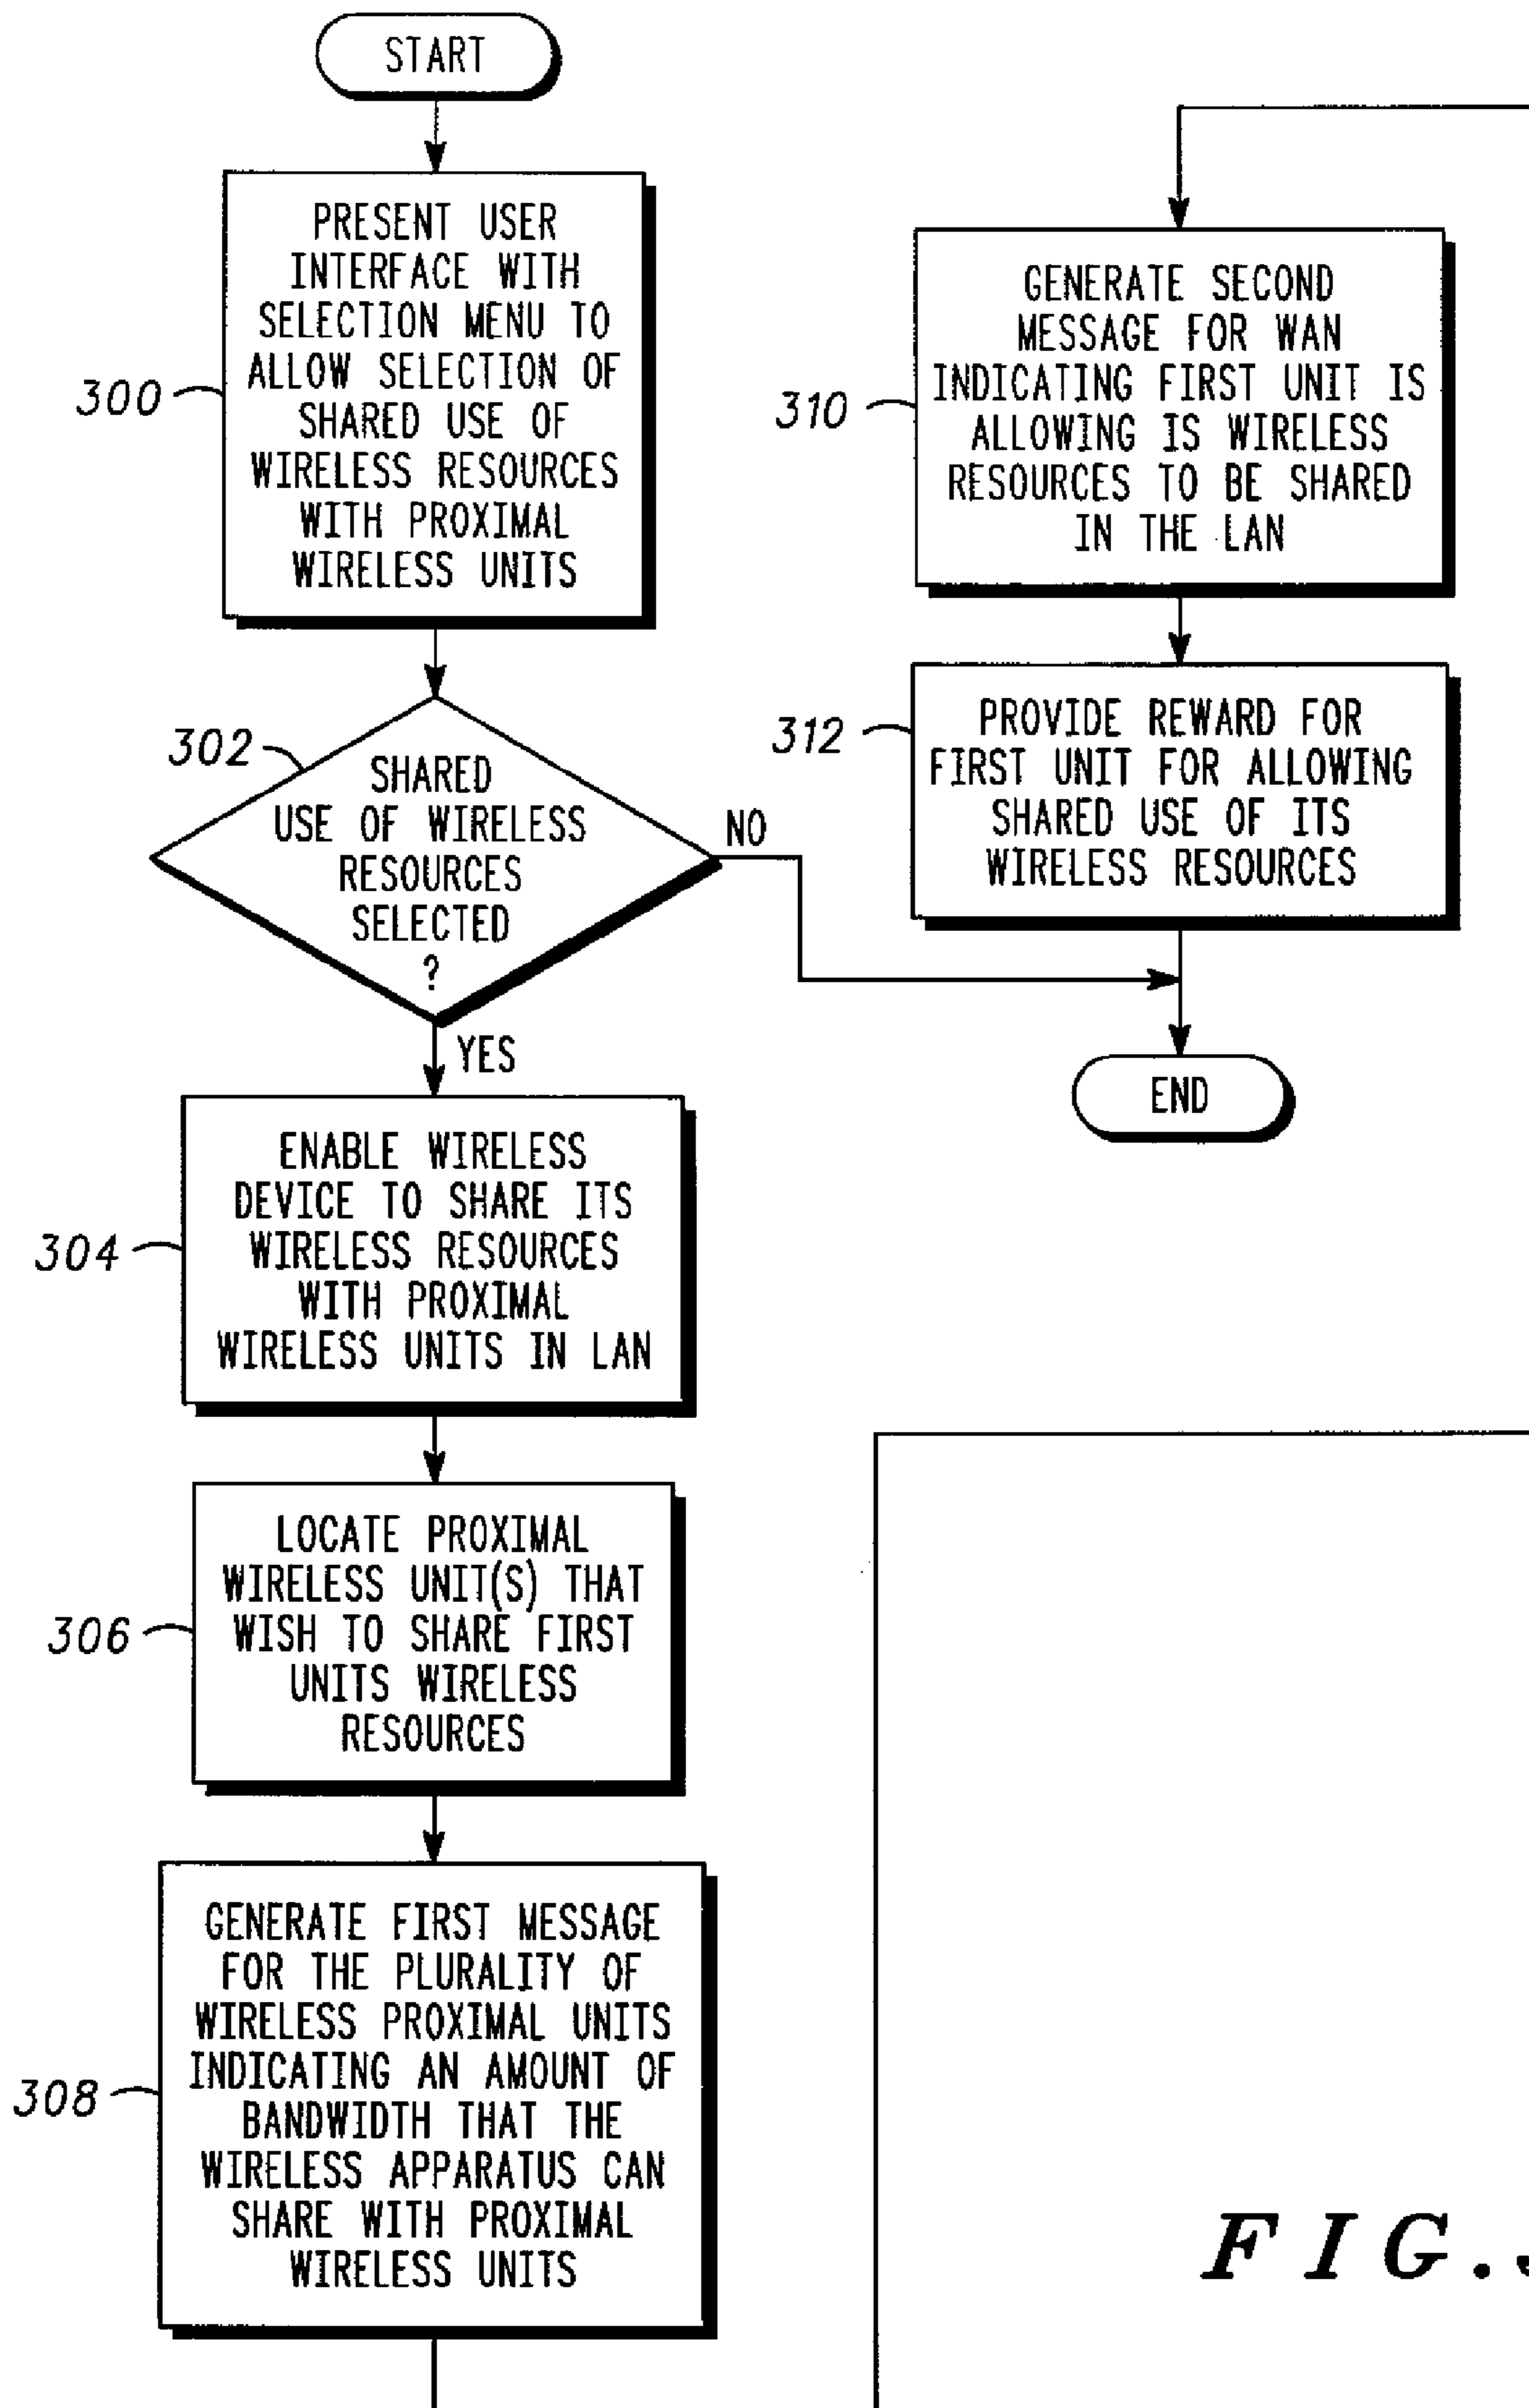 START
PRESENT USER
INTERFACE WITH
SELECTION MENU TO
ALLOW SELECTION OF
SHARED USE OF
WIRELESS RESOURCES
WITH PROXIMAL
WIRELESS UNITS
300
302
SHARED
USE OF WIRELESS
RESOURCES
SELECTED
?
NO
YES
ENABLE WIRELESS
DEVICE TO SHARE ITS
WIRELESS RESOURCES
WITH PROXIMAL
WIRELESS UNITS IN LAN
304
LOCATE PROXIMAL
WIRELESS UNIT(S) THAT
WISH TO SHARE FIRST
UNITS WIRELESS
RESOURCES
306
GENERATE FIRST MESSAGE
FOR THE PLURALITY OF
WIRELESS PROXIMAL UNITS
INDICATING AN AMOUNT OF
BANDWIDTH THAT THE
WIRELESS APPARATUS CAN
SHARE WITH PROXIMAL
WIRELESS UNITS
308
GENERATE SECOND
MESSAGE FOR WAN
INDICATING FIRST UNIT IS
ALLOWING IS WIRELESS
RESOURCES TO BE SHARED
IN THE LAN
310
PROVIDE REWARD FOR
FIRST UNIT FOR ALLOWING
SHARED USE OF ITS
WIRELESS RESOURCES
312
END
FIG.